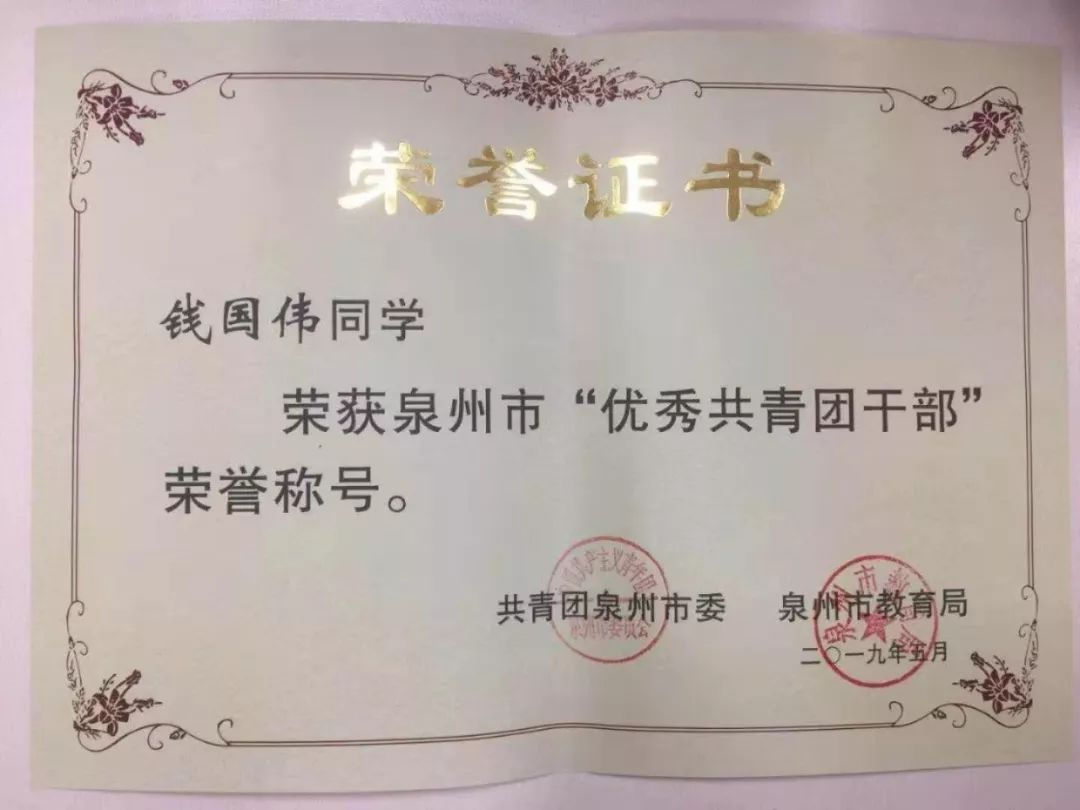 荣誉证书
钱国伟同学
荣获泉州市“优秀共青团干部”
荣誉称号。
共青团泉州市委 泉州市教育局
二〇一九年五月